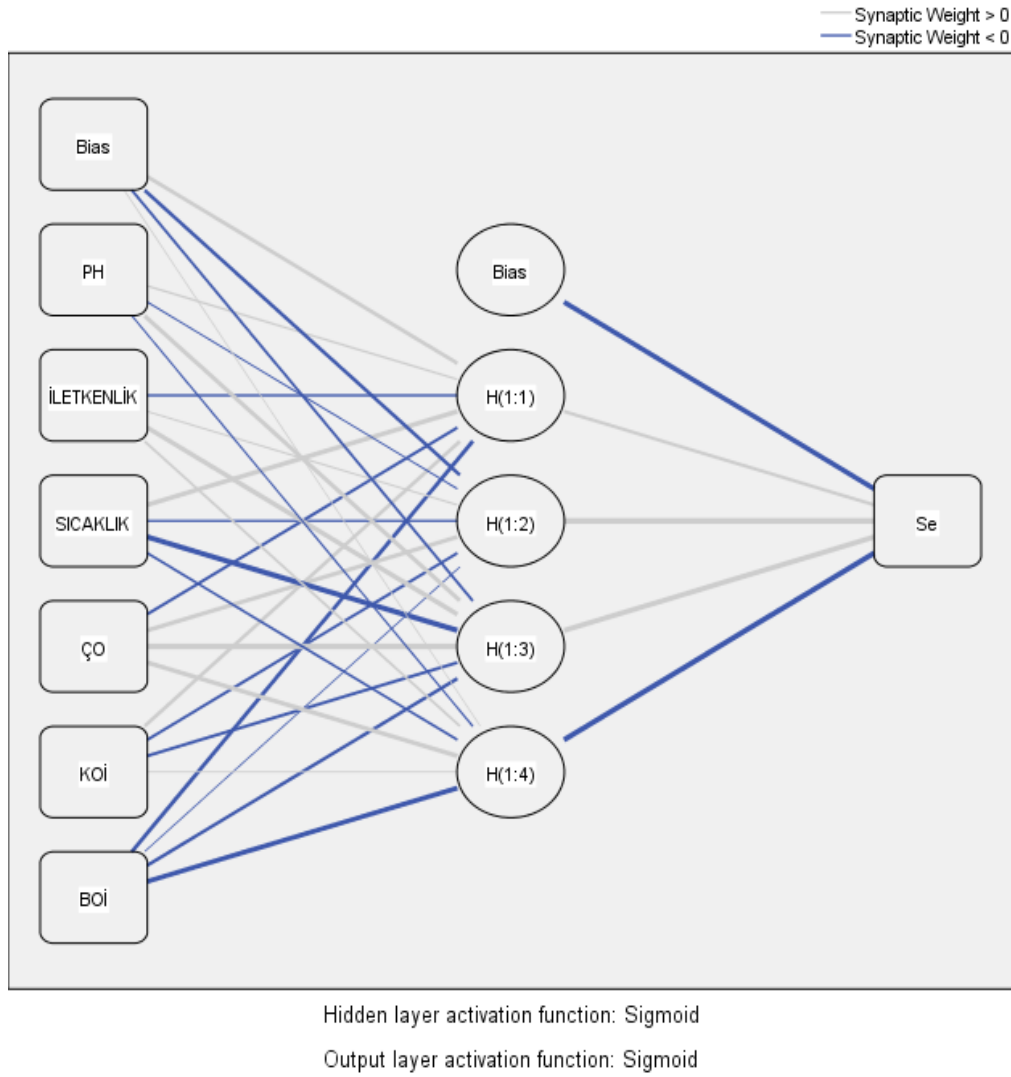 Synaptic Weight > 0
Synaptic Weight < 0
Bias
PH
İLETKENLİK
SICAKLIK
ÇO
KOİ
BOİ
Bias
H(1:1)
H(1:2)
H(1:3)
H(1:4)
Se
Hidden layer activation function: Sigmoid
Output layer activation function: Sigmoid